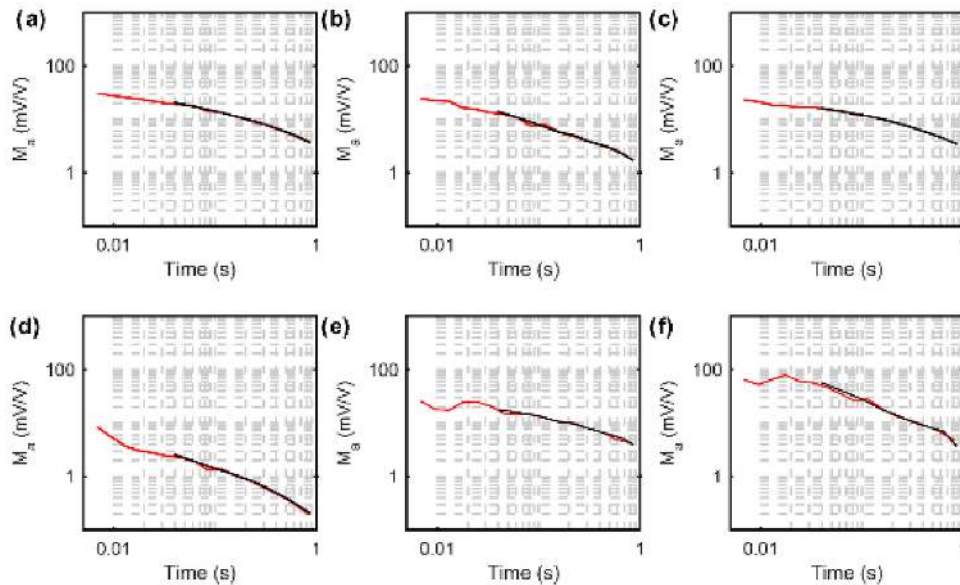 (a) (b) (c)
100 100 100
M_a (mV/V) M_a (mV/V) M_a (mV/V)
1 1 1
0.01 1 0.01 1 0.01 1
Time (s) Time (s) Time (s)
(d) (e) (f)
100 100 100
M_a (mV/V) M_a (mV/V) M_a (mV/V)
1 1 1
0.01 1 0.01 1 0.01 1
Time (s) Time (s) Time (s)